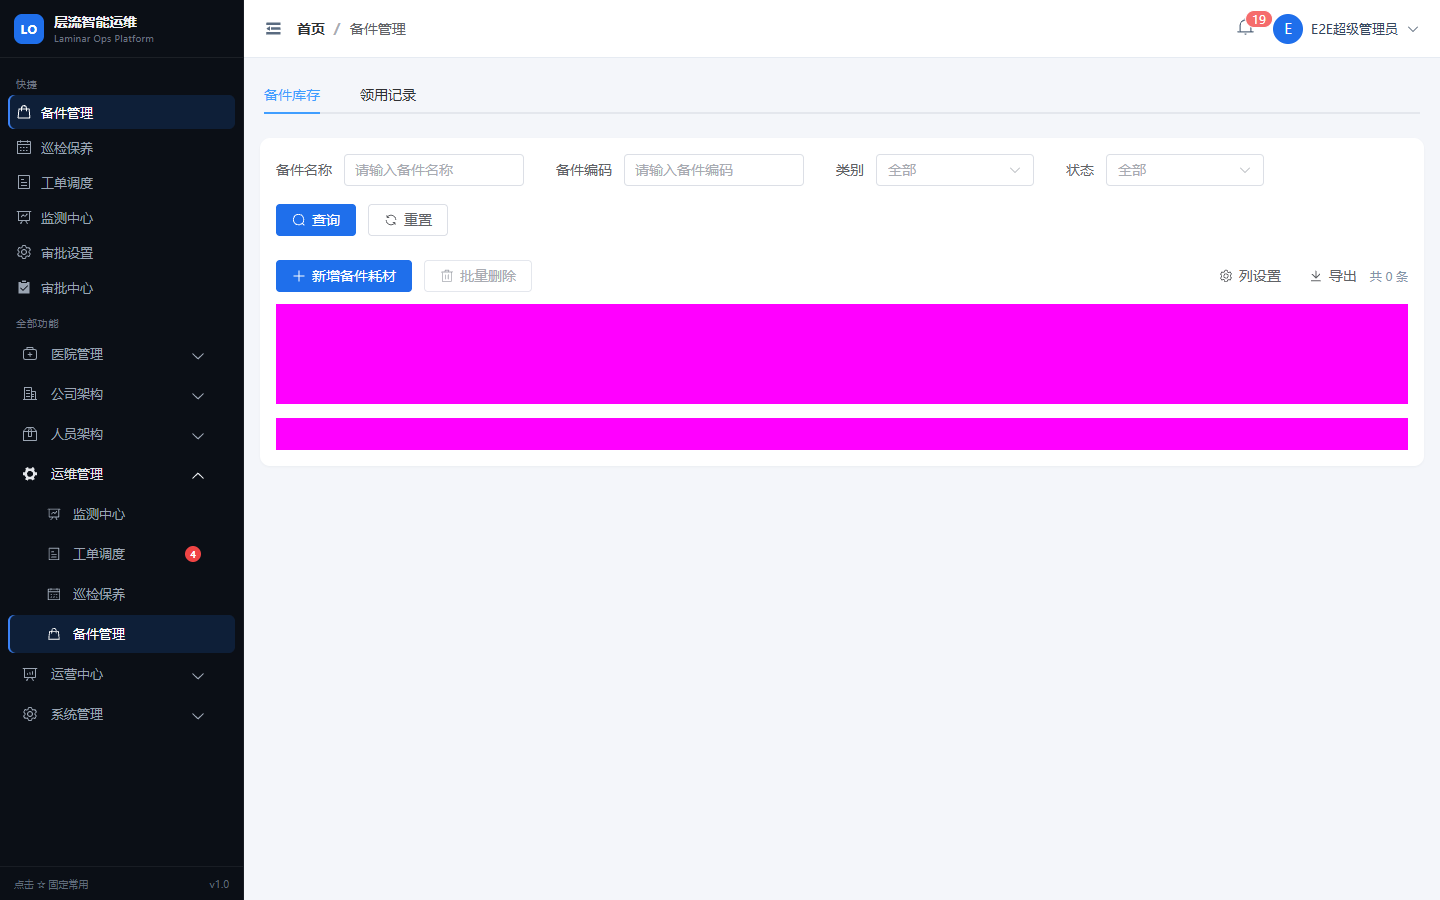 LO
层流智能运维
Laminar Ops Platform
快捷
备件管理
巡检保养
工单调度
监测中心
审批设置
审批中心
全部功能
医院管理
公司架构
人员架构
运维管理
监测中心
工单调度 4
巡检保养
备件管理
运营中心
系统管理
点击 ☆ 固定常用 v1.0
首页 / 备件管理
19 E E2E超级管理员
备件库存 领用记录
备件名称 请输入备件名称 备件编码 请输入备件编码 类别 全部 状态 全部
查询 重置
新增备件耗材 批量删除 列设置 导出 共 0 条